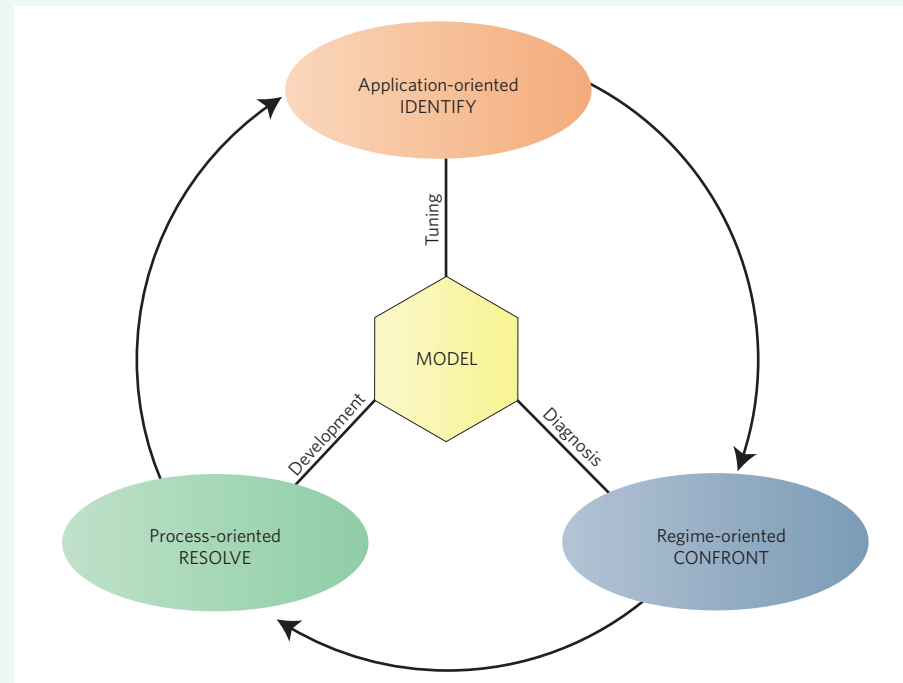 Application-oriented
IDENTIFY
Tuning
MODEL
Development
Diagnosis
Process-oriented
RESOLVE
Regime-oriented
CONFRONT